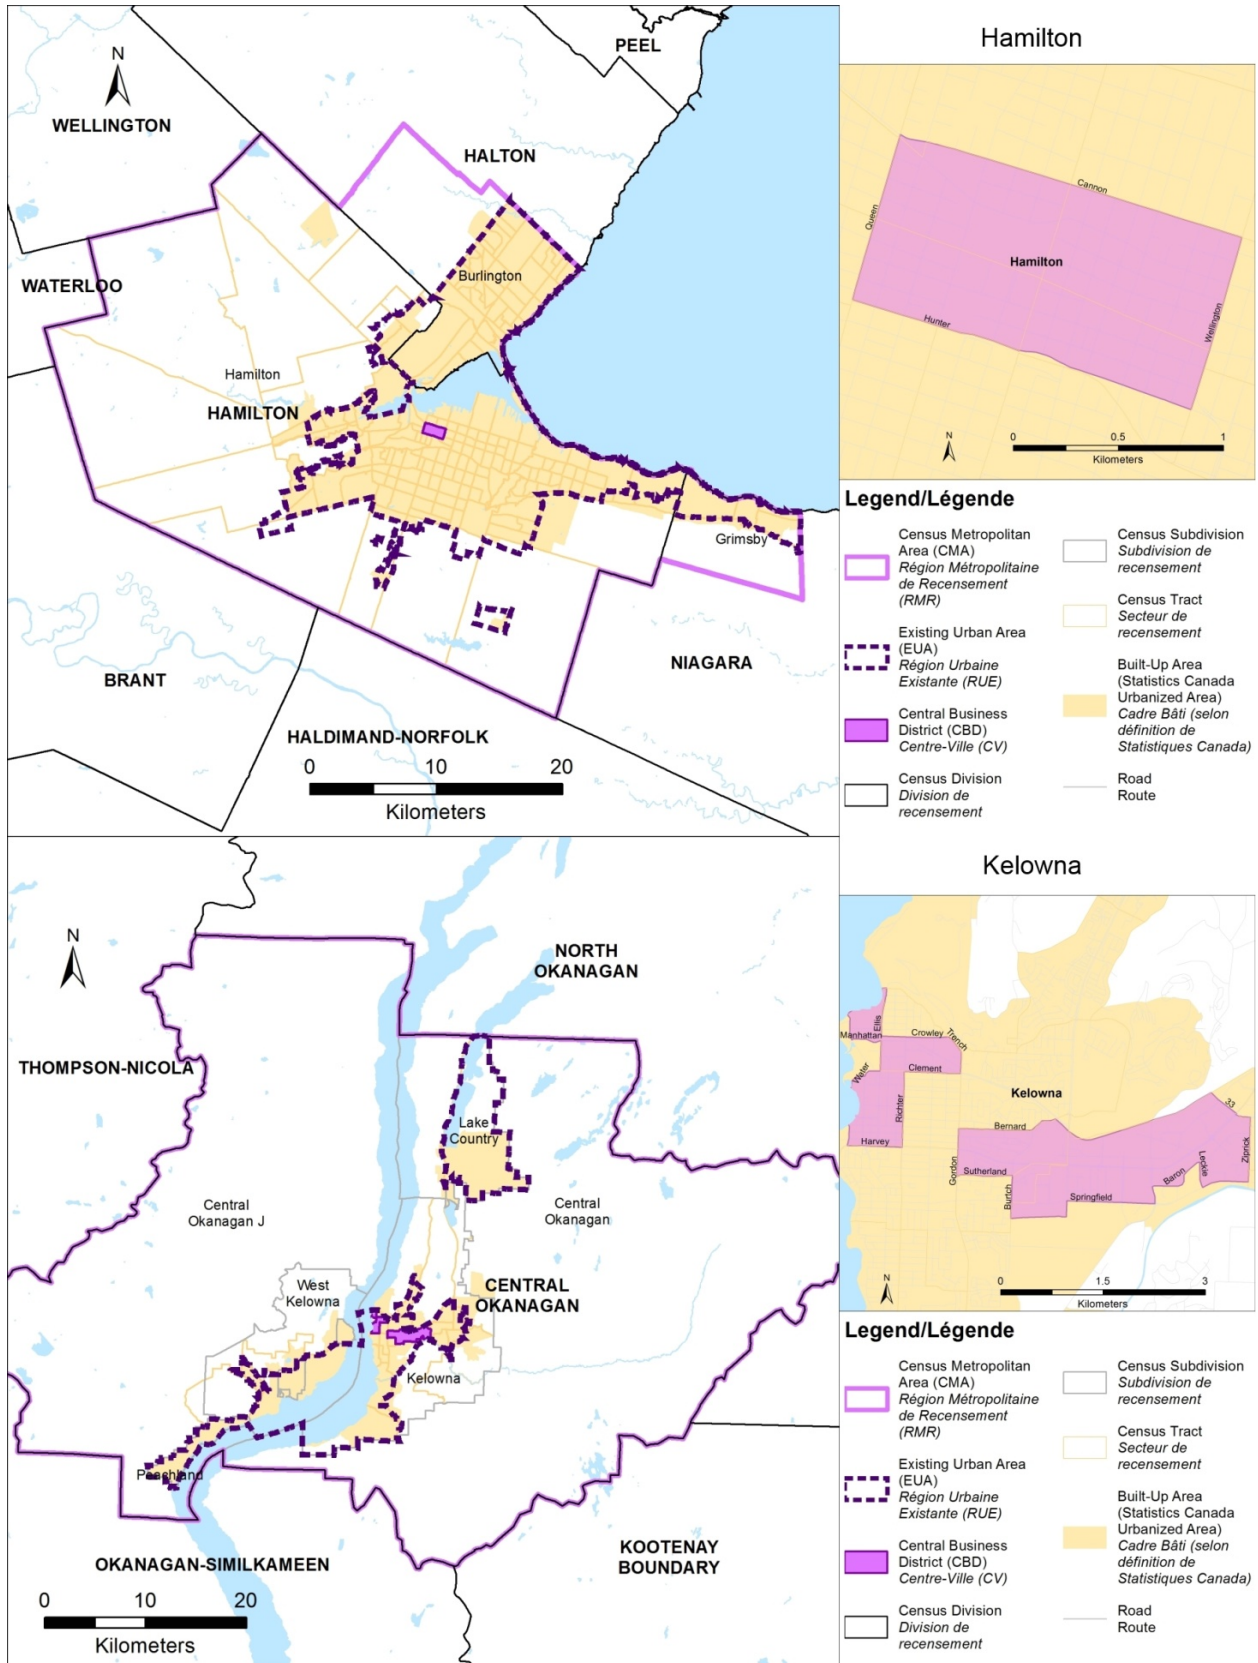 PEEL
N
WELLINGTON
HALTON
WATERLOO
Burlington
Hamilton
HAMILTON
Grimsby
NIAGARA
BRANT
HALDIMAND-NORFOLK
0 10 20
Kilometers
Hamilton
Cannon
Queen
Hamilton
Wellington
Hunter
N
0 0.5 1
Kilometers
Legend/Légende
Census Metropolitan
Area (CMA)
Région Métropolitaine
de Recensement
(RMR)
Existing Urban Area
(EUA)
Région Urbaine
Existante (RUE)
Central Business
District (CBD)
Centre-Ville (CV)
Census Division
Division de
recensement
Census Subdivision
Subdivision de
recensement
Census Tract
Secteur de
recensement
Built-Up Area
(Statistics Canada
Urbanized Area)
Cadre Bâti (selon
définition de
Statistiques Canada)
Road
Route
N
NORTH
OKANAGAN
THOMPSON-NICOLA
Lake
Country
Central
Okanagan J
Central
Okanagan
West
Kelowna
CENTRAL
OKANAGAN
Kelowna
Peachland
OKANAGAN-SIMILKAMEEN
KOOTENAY
BOUNDARY
0 10 20
Kilometers
Kelowna
Ellis
Manhattan
Crowley
Trench
Water
Clement
Kelowna
Richter
Bernard
33
Harvey
Gordon
Sutherland
Baron
Leckie
Ziprick
Burtch
Springfield
N
0 1.5 3
Kilometers
Legend/Légende
Census Metropolitan
Area (CMA)
Région Métropolitaine
de Recensement
(RMR)
Existing Urban Area
(EUA)
Région Urbaine
Existante (RUE)
Central Business
District (CBD)
Centre-Ville (CV)
Census Division
Division de
recensement
Census Subdivision
Subdivision de
recensement
Census Tract
Secteur de
recensement
Built-Up Area
(Statistics Canada
Urbanized Area)
Cadre Bâti (selon
définition de
Statistiques Canada)
Road
Route